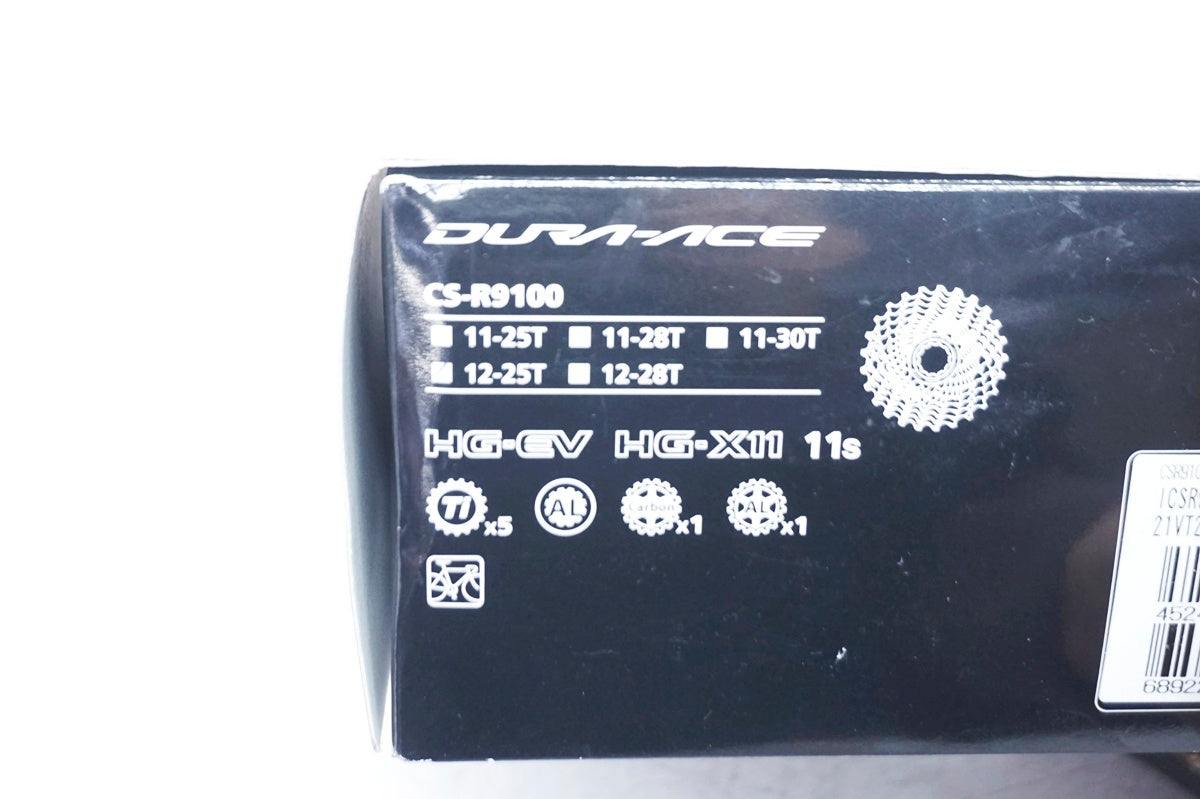 DURA-ACE
CS-R9100
11-25T 11-28T 11-30T
12-25T 12-28T
HG-EV HG-X11 11s
Ti x5 AL Carbon x1 AL x1